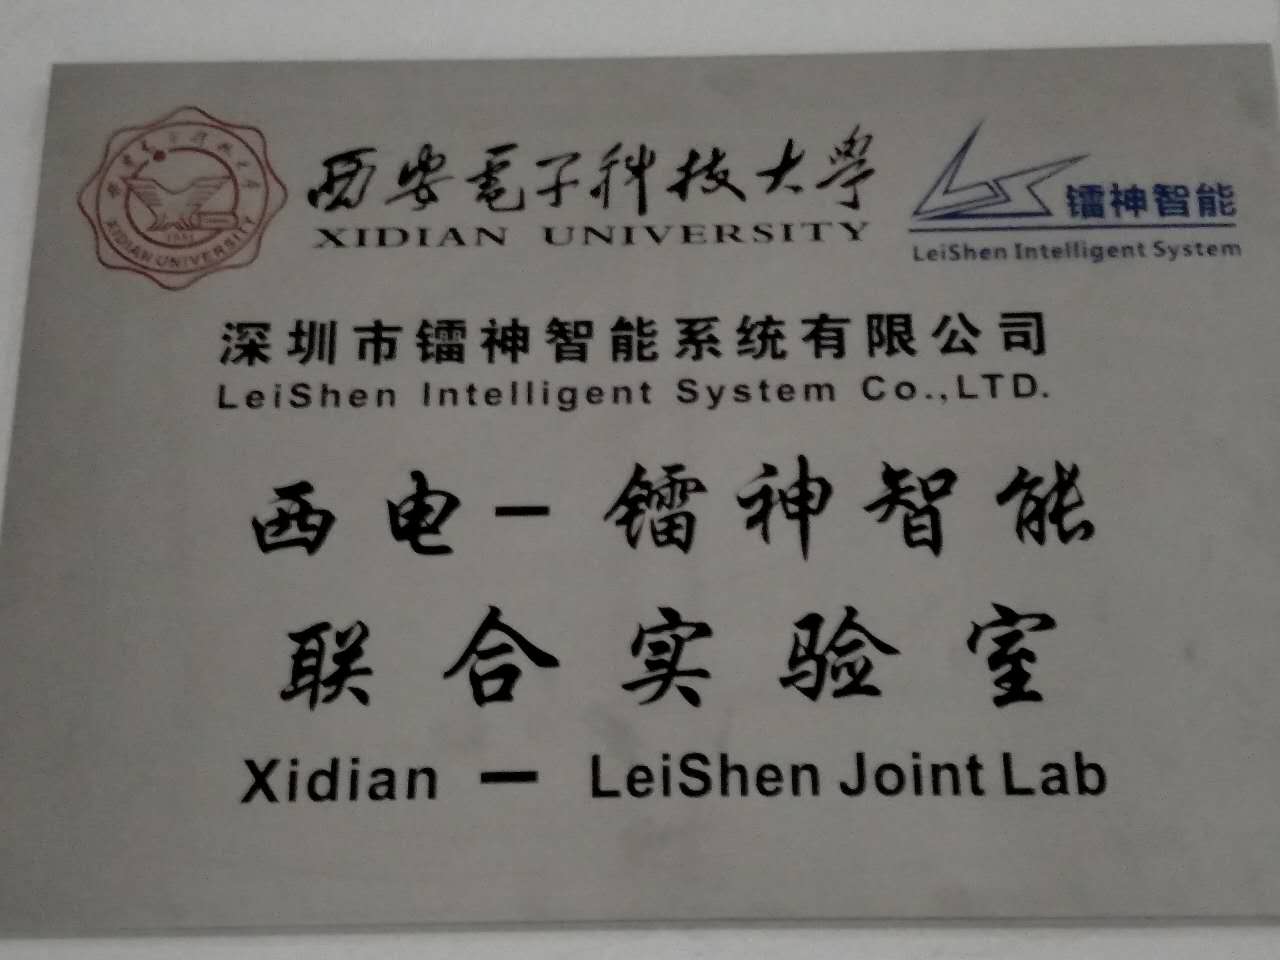 西安電子科技大學
XIDIAN UNIVERSITY
XIDIAN UNIVERSITY
镭神智能
LeiShen Intelligent System
深圳市镭神智能系统有限公司
LeiShen Intelligent System Co.,LTD.
西电-镭神智能
联合实验室
Xidian - LeiShen Joint Lab